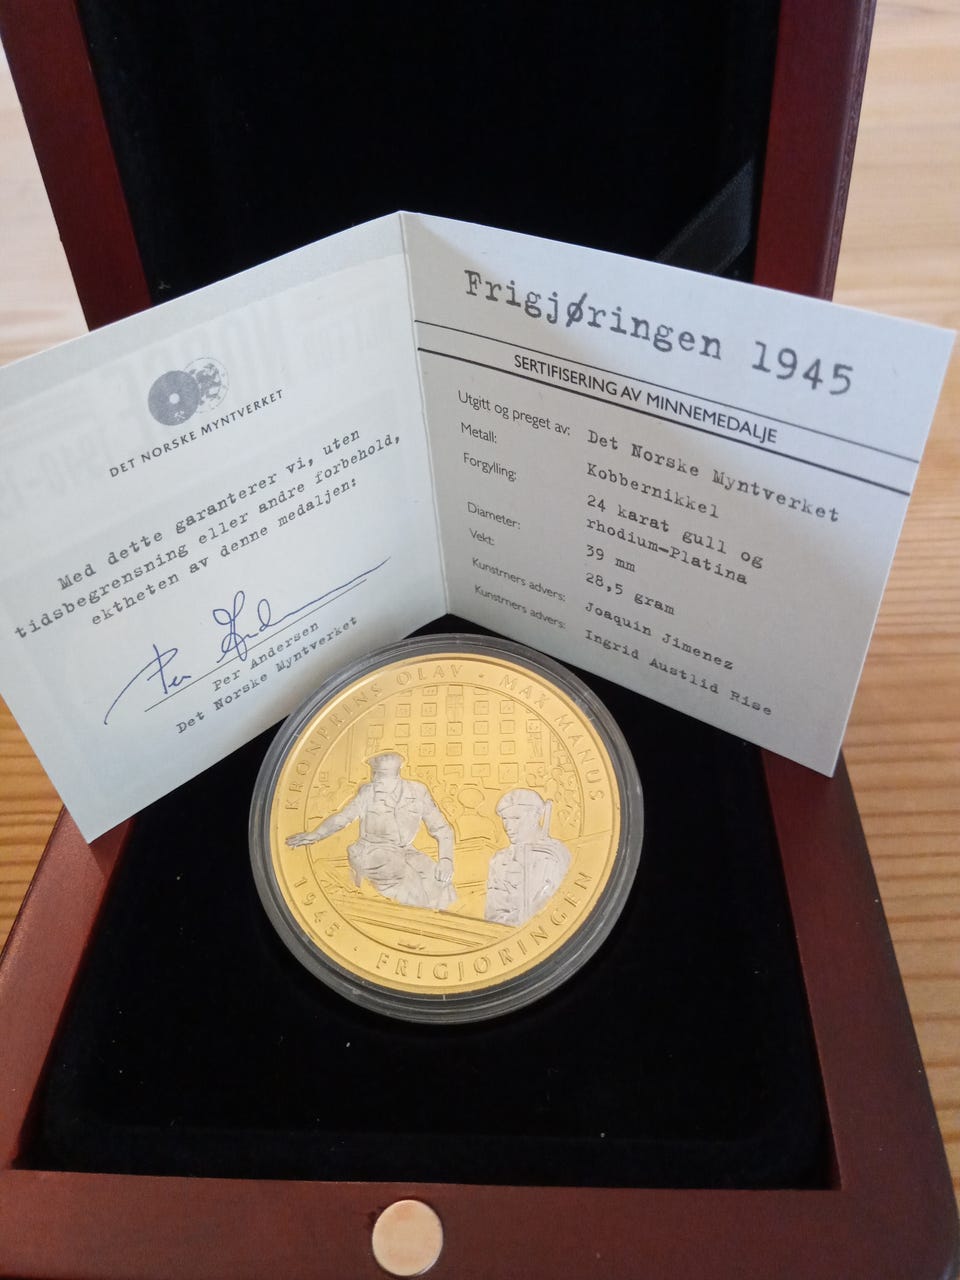 DET NORSKE MYNTVERKET
Med dette garanterer vi, uten
tidsbegrensning eller andre forbehold,
ektheten av denne medaljen:
Per Andersen
Det Norske Myntverket
Frigjøringen 1945
SERTIFISERING AV MINNEMEDALJE
Utgitt og preget av: Det Norske Myntverket
Metall: Kobbernikkel
Forgylling: 24 karat gull og
rhodium-Platina
Diameter: 39 mm
Vekt: 28,5 gram
Kunstners advers: Joaquin Jimenez
Kunstners advers: Ingrid Austlid Rise
KRONPRINS OLAV · MAX MANUS
1945 · FRIGJØRINGEN